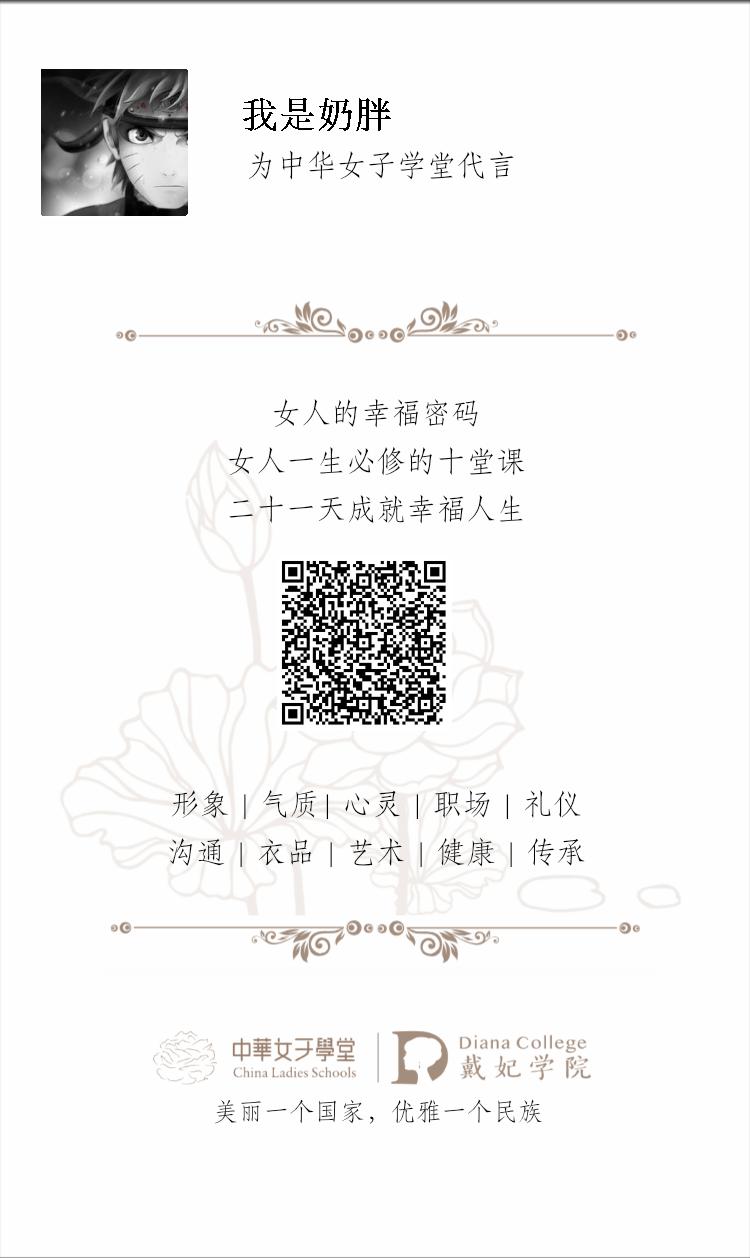 我是奶胖
为中华女子学堂代言
女人的幸福密码
女人一生必修的十堂课
二十一天成就幸福人生
形象 | 气质 | 心灵 | 职场 | 礼仪
沟通 | 衣品 | 艺术 | 健康 | 传承
中華女子學堂
China Ladies Schools
Diana College
戴妃学院
美丽一个国家，优雅一个民族